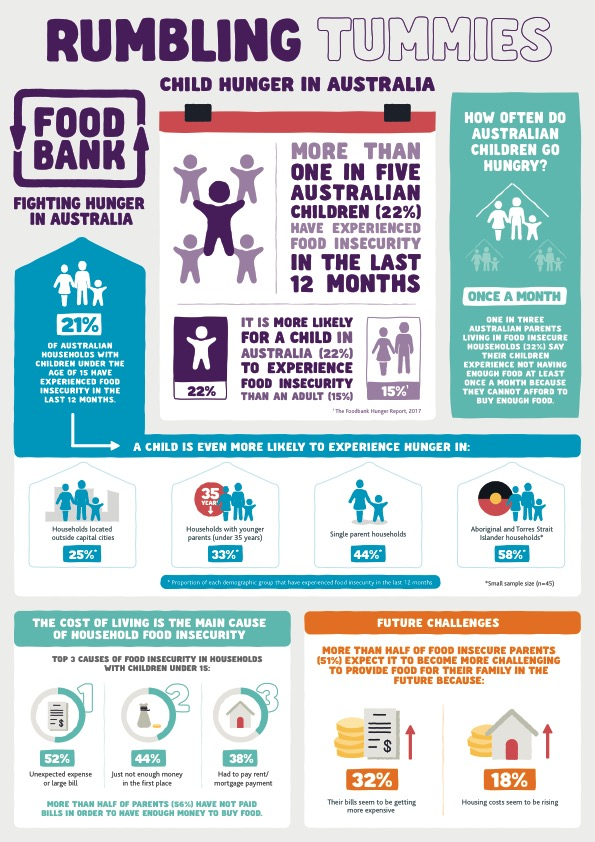 RUMBLING TUMMIES
CHILD HUNGER IN AUSTRALIA
FOOD
BANK
FIGHTING HUNGER
IN AUSTRALIA
MORE THAN
ONE IN FIVE
AUSTRALIAN
CHILDREN (22%)
HAVE EXPERIENCED
FOOD INSECURITY
IN THE LAST
12 MONTHS
22%
IT IS MORE LIKELY
FOR A CHILD IN
AUSTRALIA (22%)
TO EXPERIENCE
FOOD INSECURITY
THAN AN ADULT (15%)
15%¹
¹ The Foodbank Hunger Report, 2017
HOW OFTEN DO
AUSTRALIAN
CHILDREN GO
HUNGRY?
ONCE A MONTH
ONE IN THREE
AUSTRALIAN PARENTS
LIVING IN FOOD INSECURE
HOUSEHOLDS (32%) SAY
THEIR CHILDREN
EXPERIENCE NOT HAVING
ENOUGH FOOD AT LEAST
ONCE A MONTH BECAUSE
THEY CANNOT AFFORD TO
BUY ENOUGH FOOD.
21%
OF AUSTRALIAN
HOUSEHOLDS WITH
CHILDREN UNDER THE
AGE OF 15 HAVE
EXPERIENCED FOOD
INSECURITY IN THE
LAST 12 MONTHS.
A CHILD IS EVEN MORE LIKELY TO EXPERIENCE HUNGER IN:
Households located
outside capital cities
25%*
35
YEARS
Households with younger
parents (under 35 years)
33%*
Single parent households
44%*
Aboriginal and Torres Strait
Islander households*
58%*
* Proportion of each demographic group that have experienced food insecurity in the last 12 months
*Small sample size (n=45)
THE COST OF LIVING IS THE MAIN CAUSE
OF HOUSEHOLD FOOD INSECURITY
TOP 3 CAUSES OF FOOD INSECURITY IN HOUSEHOLDS
WITH CHILDREN UNDER 15:
1
$
52%
Unexpected expense
or large bill
2
$
44%
Just not enough money
in the first place
3
38%
Had to pay rent/
mortgage payment
MORE THAN HALF OF PARENTS (56%) HAVE NOT PAID
BILLS IN ORDER TO HAVE ENOUGH MONEY TO BUY FOOD.
FUTURE CHALLENGES
MORE THAN HALF OF FOOD INSECURE PARENTS
(51%) EXPECT IT TO BECOME MORE CHALLENGING
TO PROVIDE FOOD FOR THEIR FAMILY IN THE
FUTURE BECAUSE:
$
32%
Their bills seem to be getting
more expensive
18%
Housing costs seem to be rising